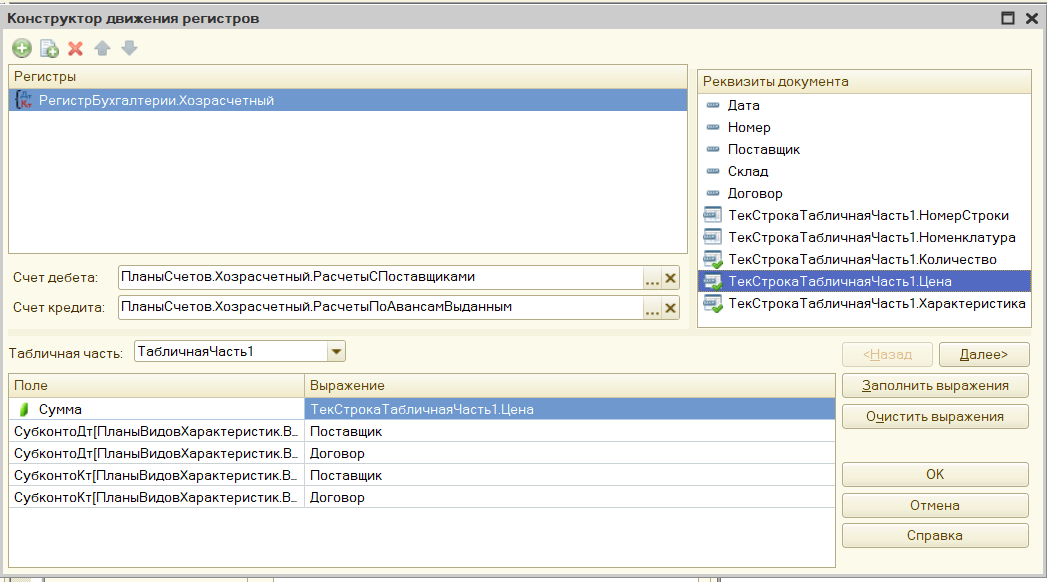 Конструктор движения регистров
Регистры
РегистрБухгалтерии.Хозрасчетный
Реквизиты документа
Дата
Номер
Поставщик
Склад
Договор
ТекСтрокаТабличнаяЧасть1.НомерСтроки
ТекСтрокаТабличнаяЧасть1.Номенклатура
ТекСтрокаТабличнаяЧасть1.Количество
ТекСтрокаТабличнаяЧасть1.Цена
ТекСтрокаТабличнаяЧасть1.Характеристика
Счет дебета: ПланыСчетов.Хозрасчетный.РасчетыСПоставщиками ...
Счет кредита: ПланыСчетов.Хозрасчетный.РасчетыПоАвансамВыданным ...
Табличная часть: ТабличнаяЧасть1
<Назад Далее>
Поле Выражение
Сумма ТекСтрокаТабличнаяЧасть1.Цена
СубконтоДт[ПланыВидовХарактеристик.В... Поставщик
СубконтоДт[ПланыВидовХарактеристик.В... Договор
СубконтоКт[ПланыВидовХарактеристик.В... Поставщик
СубконтоКт[ПланыВидовХарактеристик.В... Договор
Заполнить выражения
Очистить выражения
ОК
Отмена
Справка